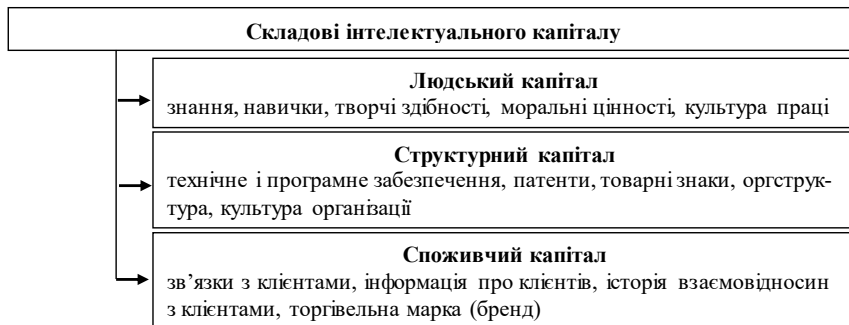 Складові інтелектуального капіталу
Людський капітал
знання, навички, творчі здібності, моральні цінності, культура праці
Структурний капітал
технічне і програмне забезпечення, патенти, товарні знаки, оргструк-
тура, культура організації
Споживчий капітал
зв’язки з клієнтами, інформація про клієнтів, історія взаємовідносин
з клієнтами, торгівельна марка (бренд)